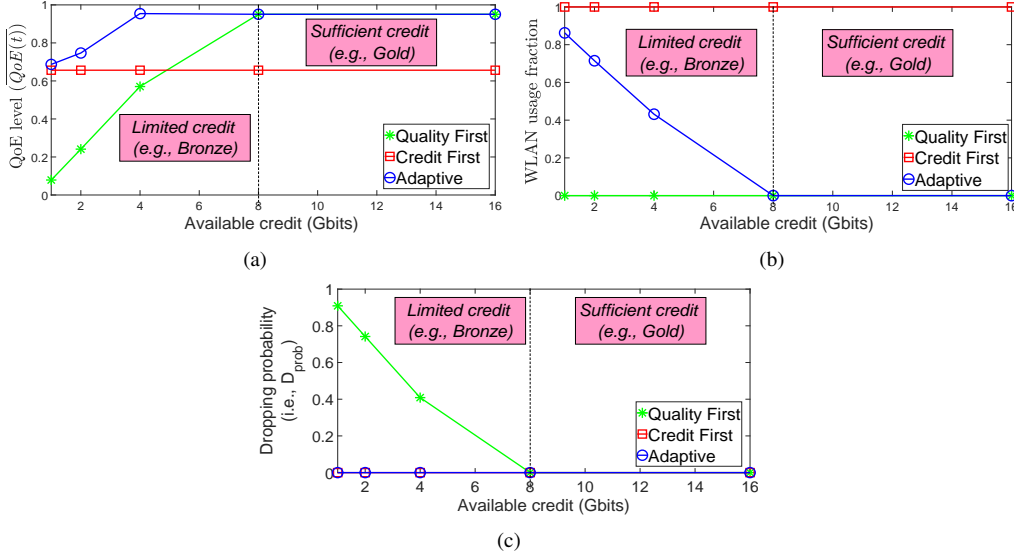 QoE level (QoE(t))
1
0.8
0.6
0.4
0.2
0
2 4 6 8 10 12 14 16
Available credit (Gbits)
Sufficient credit
(e.g., Gold)
Limited credit
(e.g., Bronze)
Quality First
Credit First
Adaptive
(a)
WLAN usage fraction
1
0.8
0.6
0.4
0.2
0
2 4 6 8 10 12 14 16
Available credit (Gbits)
Limited credit
(e.g., Bronze)
Sufficient credit
(e.g., Gold)
Quality First
Credit First
Adaptive
(b)
Dropping probability
(i.e., D_prob)
1
0.8
0.6
0.4
0.2
0
2 4 6 8 10 12 14 16
Available credit (Gbits)
Limited credit
(e.g., Bronze)
Sufficient credit
(e.g., Gold)
Quality First
Credit First
Adaptive
(c)